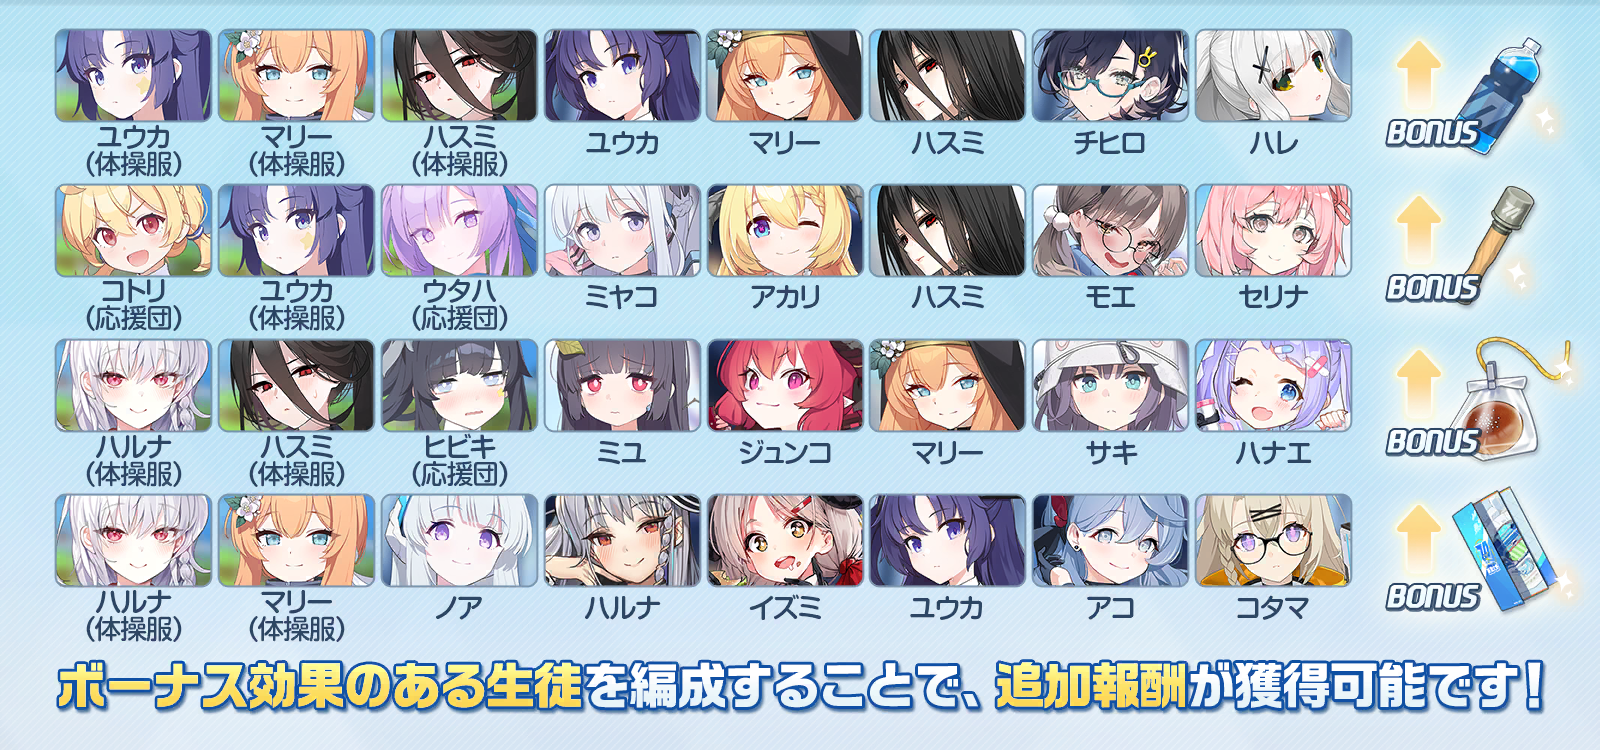 ユウカ
(体操服)
マリー
(体操服)
ハスミ
(体操服)
ユウカ
マリー
ハスミ
チヒロ
ハレ
BONUS
コトリ
(応援団)
ユウカ
(体操服)
ウタハ
(応援団)
ミヤコ
アカリ
ハスミ
モエ
セリナ
BONUS
ハルナ
(体操服)
ハスミ
(体操服)
ヒビキ
(応援団)
ミユ
ジュンコ
マリー
サキ
ハナエ
BONUS
ハルナ
(体操服)
マリー
(体操服)
ノア
ハルナ
イズミ
ユウカ
アコ
コタマ
BONUS
ボーナス効果のある生徒を編成することで、追加報酬が獲得可能です!